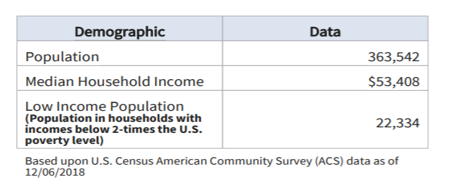 Demographic Data
Population 363,542
Median Household Income $53,408
Low Income Population
(Population in households with
incomes below 2-times the U.S.
poverty level)
22,334
Based upon U.S. Census American Community Survey (ACS) data as of
12/06/2018